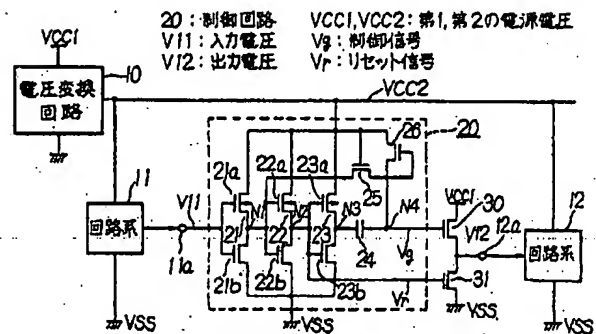 20：制御回路 VCC1,VCC2：第1,第2の電源電圧
V11：入力電圧 Vg：制御信号
V12：出力電圧 Vr：リセット信号
VCC1
10
電圧変換
回路
VCC2
26
20
21a
22a
23a
25
11
V11
N1
N2
N3
N4
VCC1
30
12
回路系
11a
21
22
23
24
Vg
V12
12a
回路系
21b
22b
23b
Vr
31
VSS
VSS
VSS
VSS